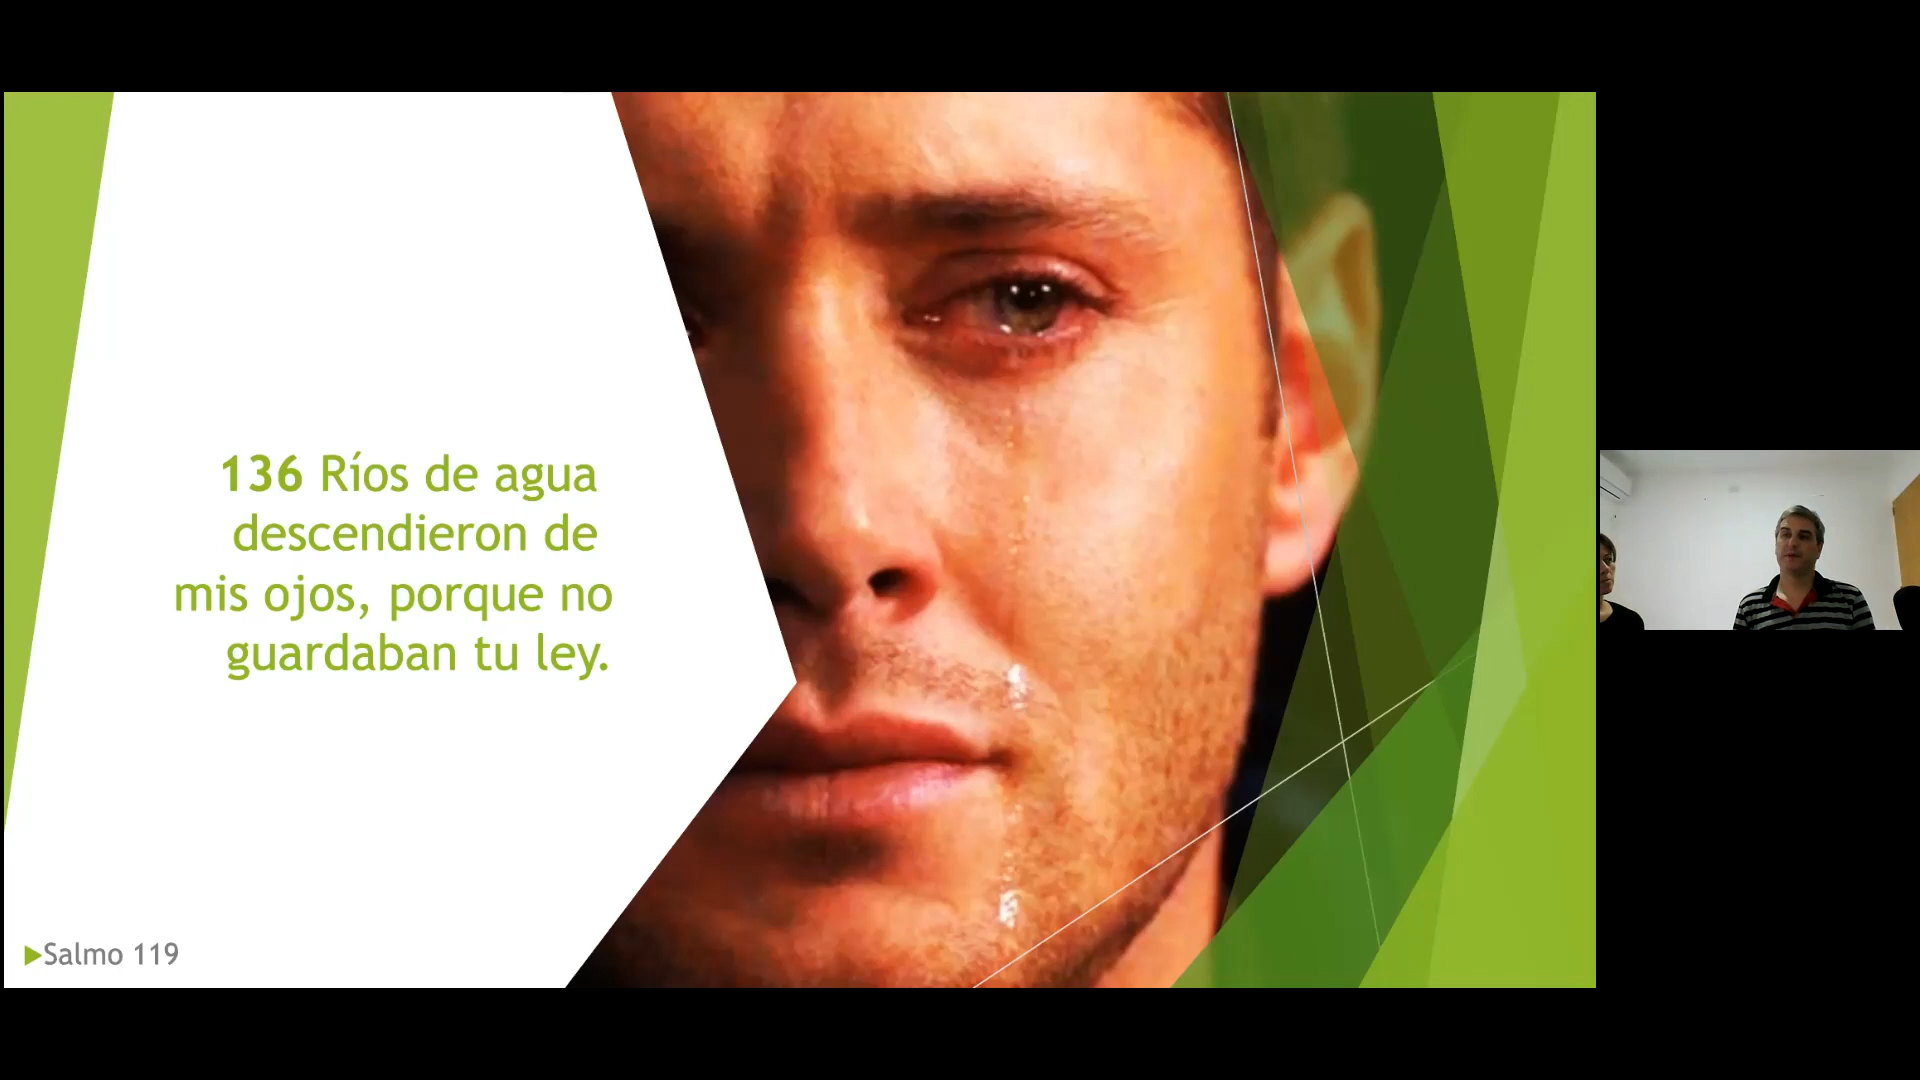 136 Ríos de agua
descendieron de
mis ojos, porque no
guardaban tu ley.
Salmo 119